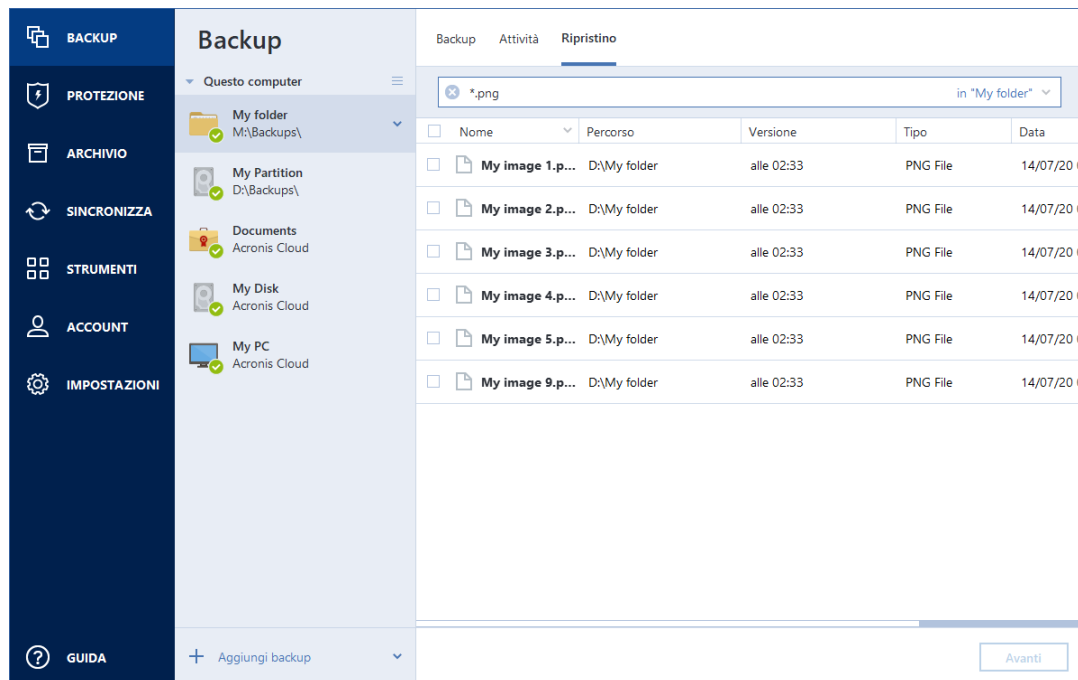 BACKUP
PROTEZIONE
ARCHIVIO
SINCRONIZZA
STRUMENTI
ACCOUNT
IMPOSTAZIONI
GUIDA
Backup
Questo computer
My folder
M:\Backups\
My Partition
D:\Backups\
Documents
Acronis Cloud
My Disk
Acronis Cloud
My PC
Acronis Cloud
Aggiungi backup
Backup Attività Ripristino
*.png in "My folder"
Nome Percorso Versione Tipo Data
My image 1.p... D:\My folder alle 02:33 PNG File 14/07/20
My image 2.p... D:\My folder alle 02:33 PNG File 14/07/20
My image 3.p... D:\My folder alle 02:33 PNG File 14/07/20
My image 4.p... D:\My folder alle 02:33 PNG File 14/07/20
My image 5.p... D:\My folder alle 02:33 PNG File 14/07/20
My image 9.p... D:\My folder alle 02:33 PNG File 14/07/20
Avanti